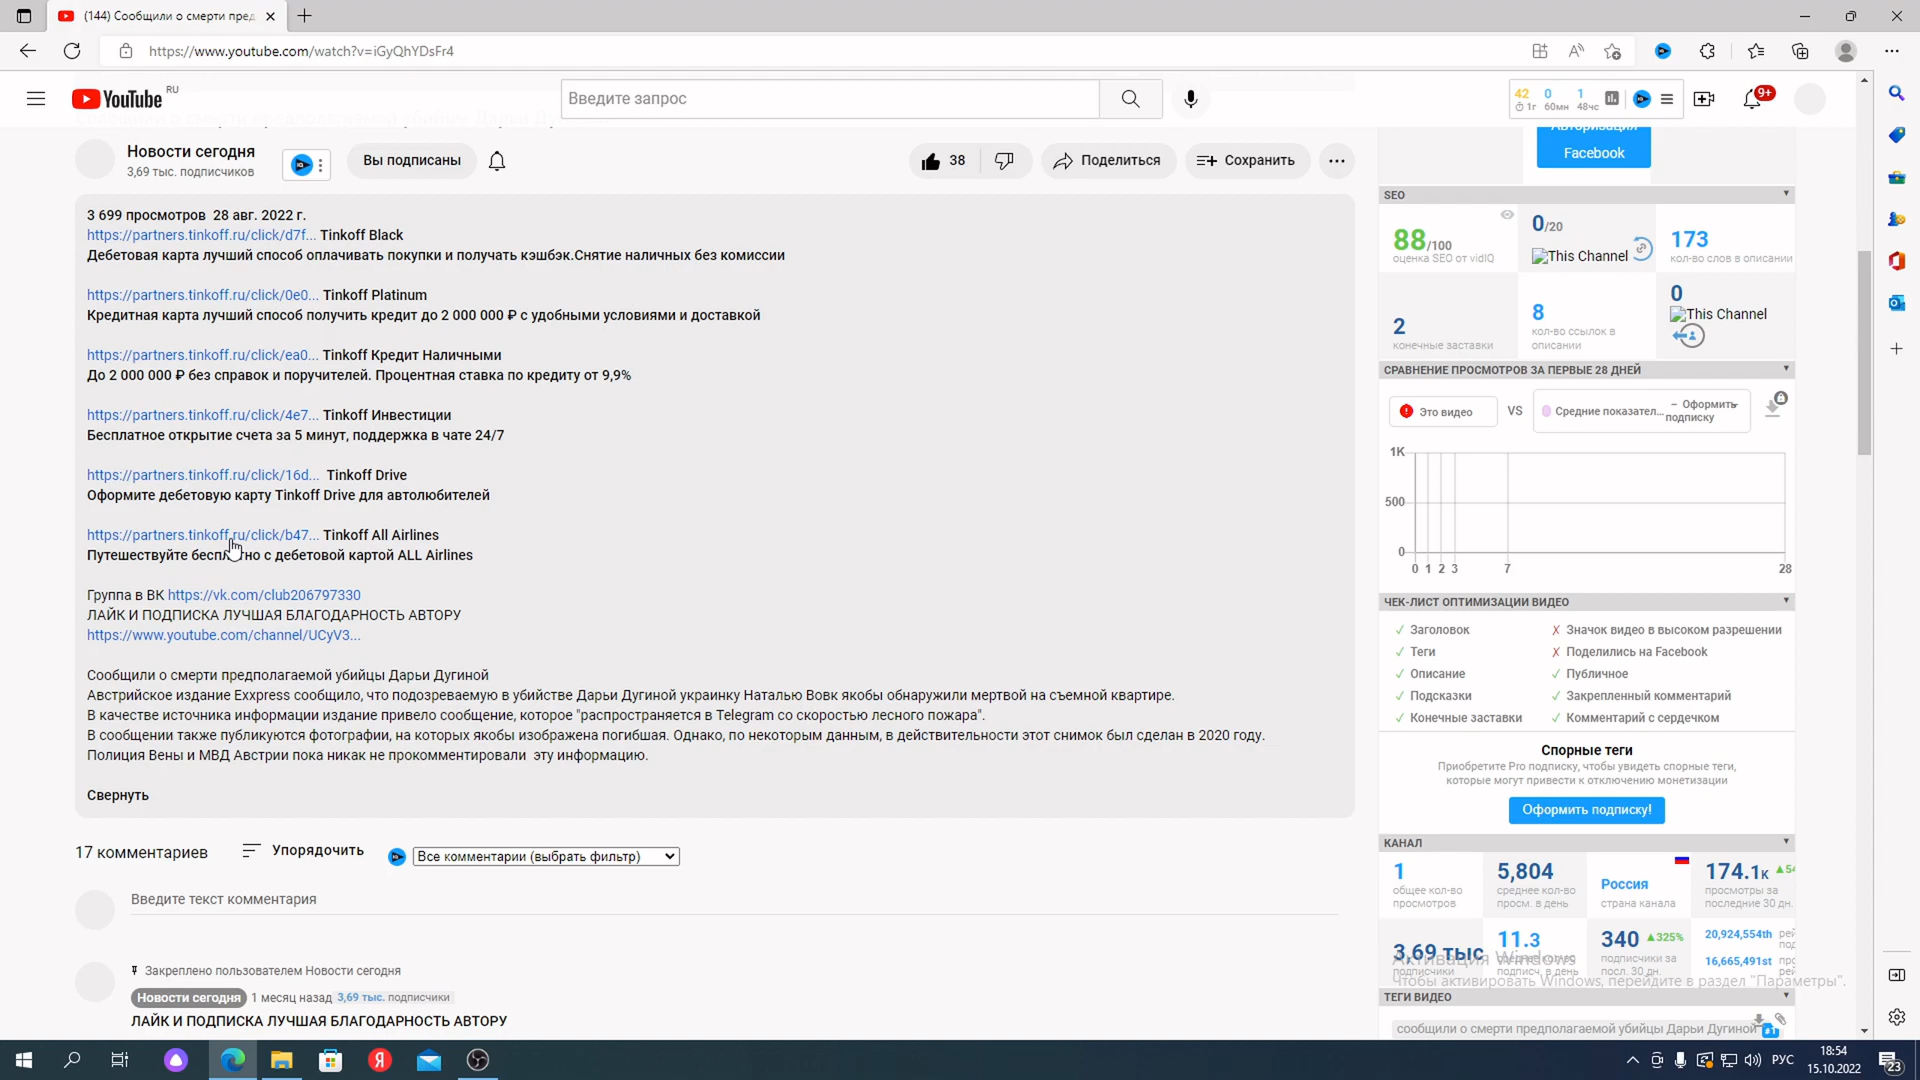 (144) Сообщили о смерти пред
https://www.youtube.com/watch?v=iGyQhYDsFr4
YouTube RU
Введите запрос
42 0 1
1г 60мн 48чс
9+
Новости сегодня
3,69 тыс. подписчиков
Вы подписаны
38
Поделиться
Сохранить
3 699 просмотров 28 авг. 2022 г.
https://partners.tinkoff.ru/click/d7f... Tinkoff Black
Дебетовая карта лучший способ оплачивать покупки и получать кэшбэк.Снятие наличных без комиссии
https://partners.tinkoff.ru/click/0e0... Tinkoff Platinum
Кредитная карта лучший способ получить кредит до 2 000 000 ₽ с удобными условиями и доставкой
https://partners.tinkoff.ru/click/ea0... Tinkoff Кредит Наличными
До 2 000 000 ₽ без справок и поручителей. Процентная ставка по кредиту от 9,9%
https://partners.tinkoff.ru/click/4e7... Tinkoff Инвестиции
Бесплатное открытие счета за 5 минут, поддержка в чате 24/7
https://partners.tinkoff.ru/click/16d... Tinkoff Drive
Оформите дебетовую карту Tinkoff Drive для автолюбителей
https://partners.tinkoff.ru/click/b47... Tinkoff All Airlines
Путешествуйте бесплатно с дебетовой картой ALL Airlines
Группа в ВК https://vk.com/club206797330
ЛАЙК И ПОДПИСКА ЛУЧШАЯ БЛАГОДАРНОСТЬ АВТОРУ
https://www.youtube.com/channel/UCyV3...
Сообщили о смерти предполагаемой убийцы Дарьи Дугиной
Австрийское издание Exxpress сообщило, что подозреваемую в убийстве Дарьи Дугиной украинку Наталью Вовк якобы обнаружили мертвой на съемной квартире.
В качестве источника информации издание привело сообщение, которое "распространяется в Telegram со скоростью лесного пожара".
В сообщении также публикуются фотографии, на которых якобы изображена погибшая. Однако, по некоторым данным, в действительности этот снимок был сделан в 2020 году.
Полиция Вены и МВД Австрии пока никак не прокомментировали эту информацию.
Свернуть
17 комментариев
Упорядочить
Все комментарии (выбрать фильтр)
Введите текст комментария
Закреплено пользователем Новости сегодня
Новости сегодня 1 месяц назад 3,69 тыс. подписчики
ЛАЙК И ПОДПИСКА ЛУЧШАЯ БЛАГОДАРНОСТЬ АВТОРУ
Авторизация
Facebook
SEO
88/100
оценка SEO от vidIQ
0/20
This Channel
173
кол-во слов в описании
2
конечные заставки
8
кол-во ссылок в
описании
0
This Channel
СРАВНЕНИЕ ПРОСМОТРОВ ЗА ПЕРВЫЕ 28 ДНЕЙ
Это видео
VS
Средние показател...
– Оформить
подписку
1K
500
0
0 1 2 3 7 28
ЧЕК-ЛИСТ ОПТИМИЗАЦИИ ВИДЕО
✓ Заголовок
✗ Значок видео в высоком разрешении
✓ Теги
✗ Поделились на Facebook
✓ Описание
✓ Публичное
✓ Подсказки
✓ Закрепленный комментарий
✓ Конечные заставки
✓ Комментарий с сердечком
Спорные теги
Приобретите Pro подписку, чтобы увидеть спорные теги,
которые могут привести к отключению монетизации
Оформить подписку!
КАНАЛ
1
общее кол-во
просмотров
5,804
среднее кол-во
просм. в день
Россия
страна канала
174.1к
просмотры за
последние 30 дн.
3,69 тыс
подписчики
11.3
подписч. в день
340 ▲325%
подписчики за
посл. 30 дн.
20,924,554th
16,665,491st
Активация Windows
Чтобы активировать Windows, перейдите в раздел "Параметры".
ТЕГИ ВИДЕО
сообщили о смерти предполагаемой убийцы Дарьи Дугиной
#1
РУС
18:54
15.10.2022
23